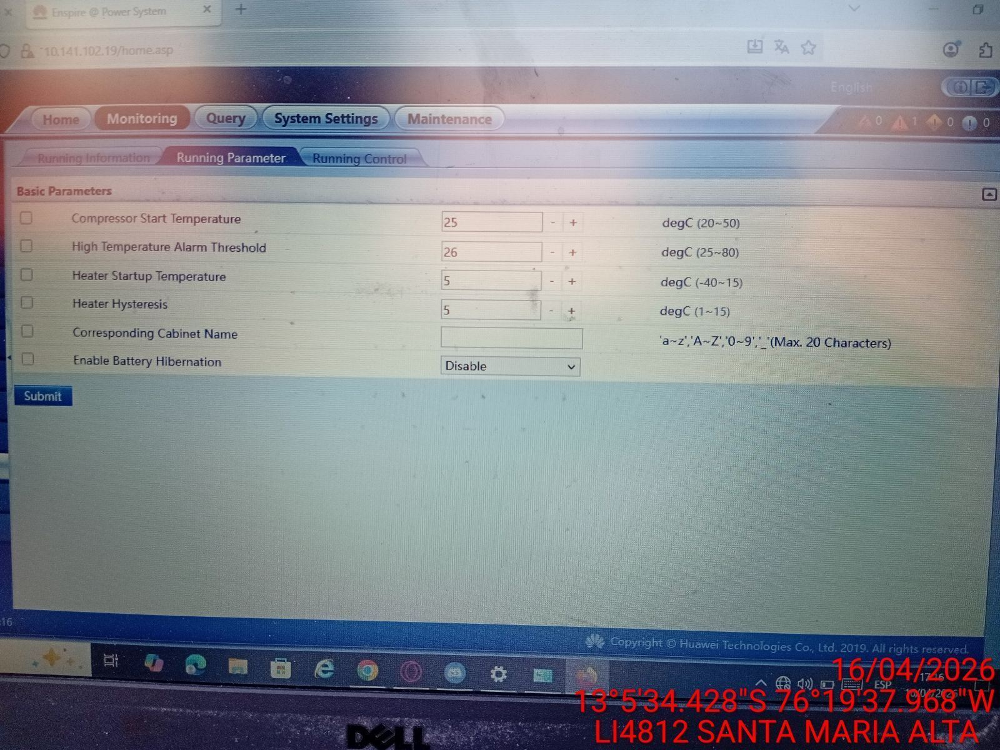 Enspire @ Power System
10.141.102.19/home.asp
English
Home Monitoring Query System Settings Maintenance
0 1 0 0
Running Information Running Parameter Running Control
Basic Parameters
Compressor Start Temperature 25 - + degC (20~50)
High Temperature Alarm Threshold 26 - + degC (25~80)
Heater Startup Temperature 5 - + degC (-40~15)
Heater Hysteresis 5 - + degC (1~15)
Corresponding Cabinet Name 'a~z','A~Z','0~9','_'(Max. 20 Characters)
Enable Battery Hibernation Disable
Submit
:16
Copyright © Huawei Technologies Co., Ltd. 2019. All rights reserved.
ESP
16/04/2026
13°5'34.428"S 76°19'37.968"W
LI4812 SANTA MARIA ALTA
DELL